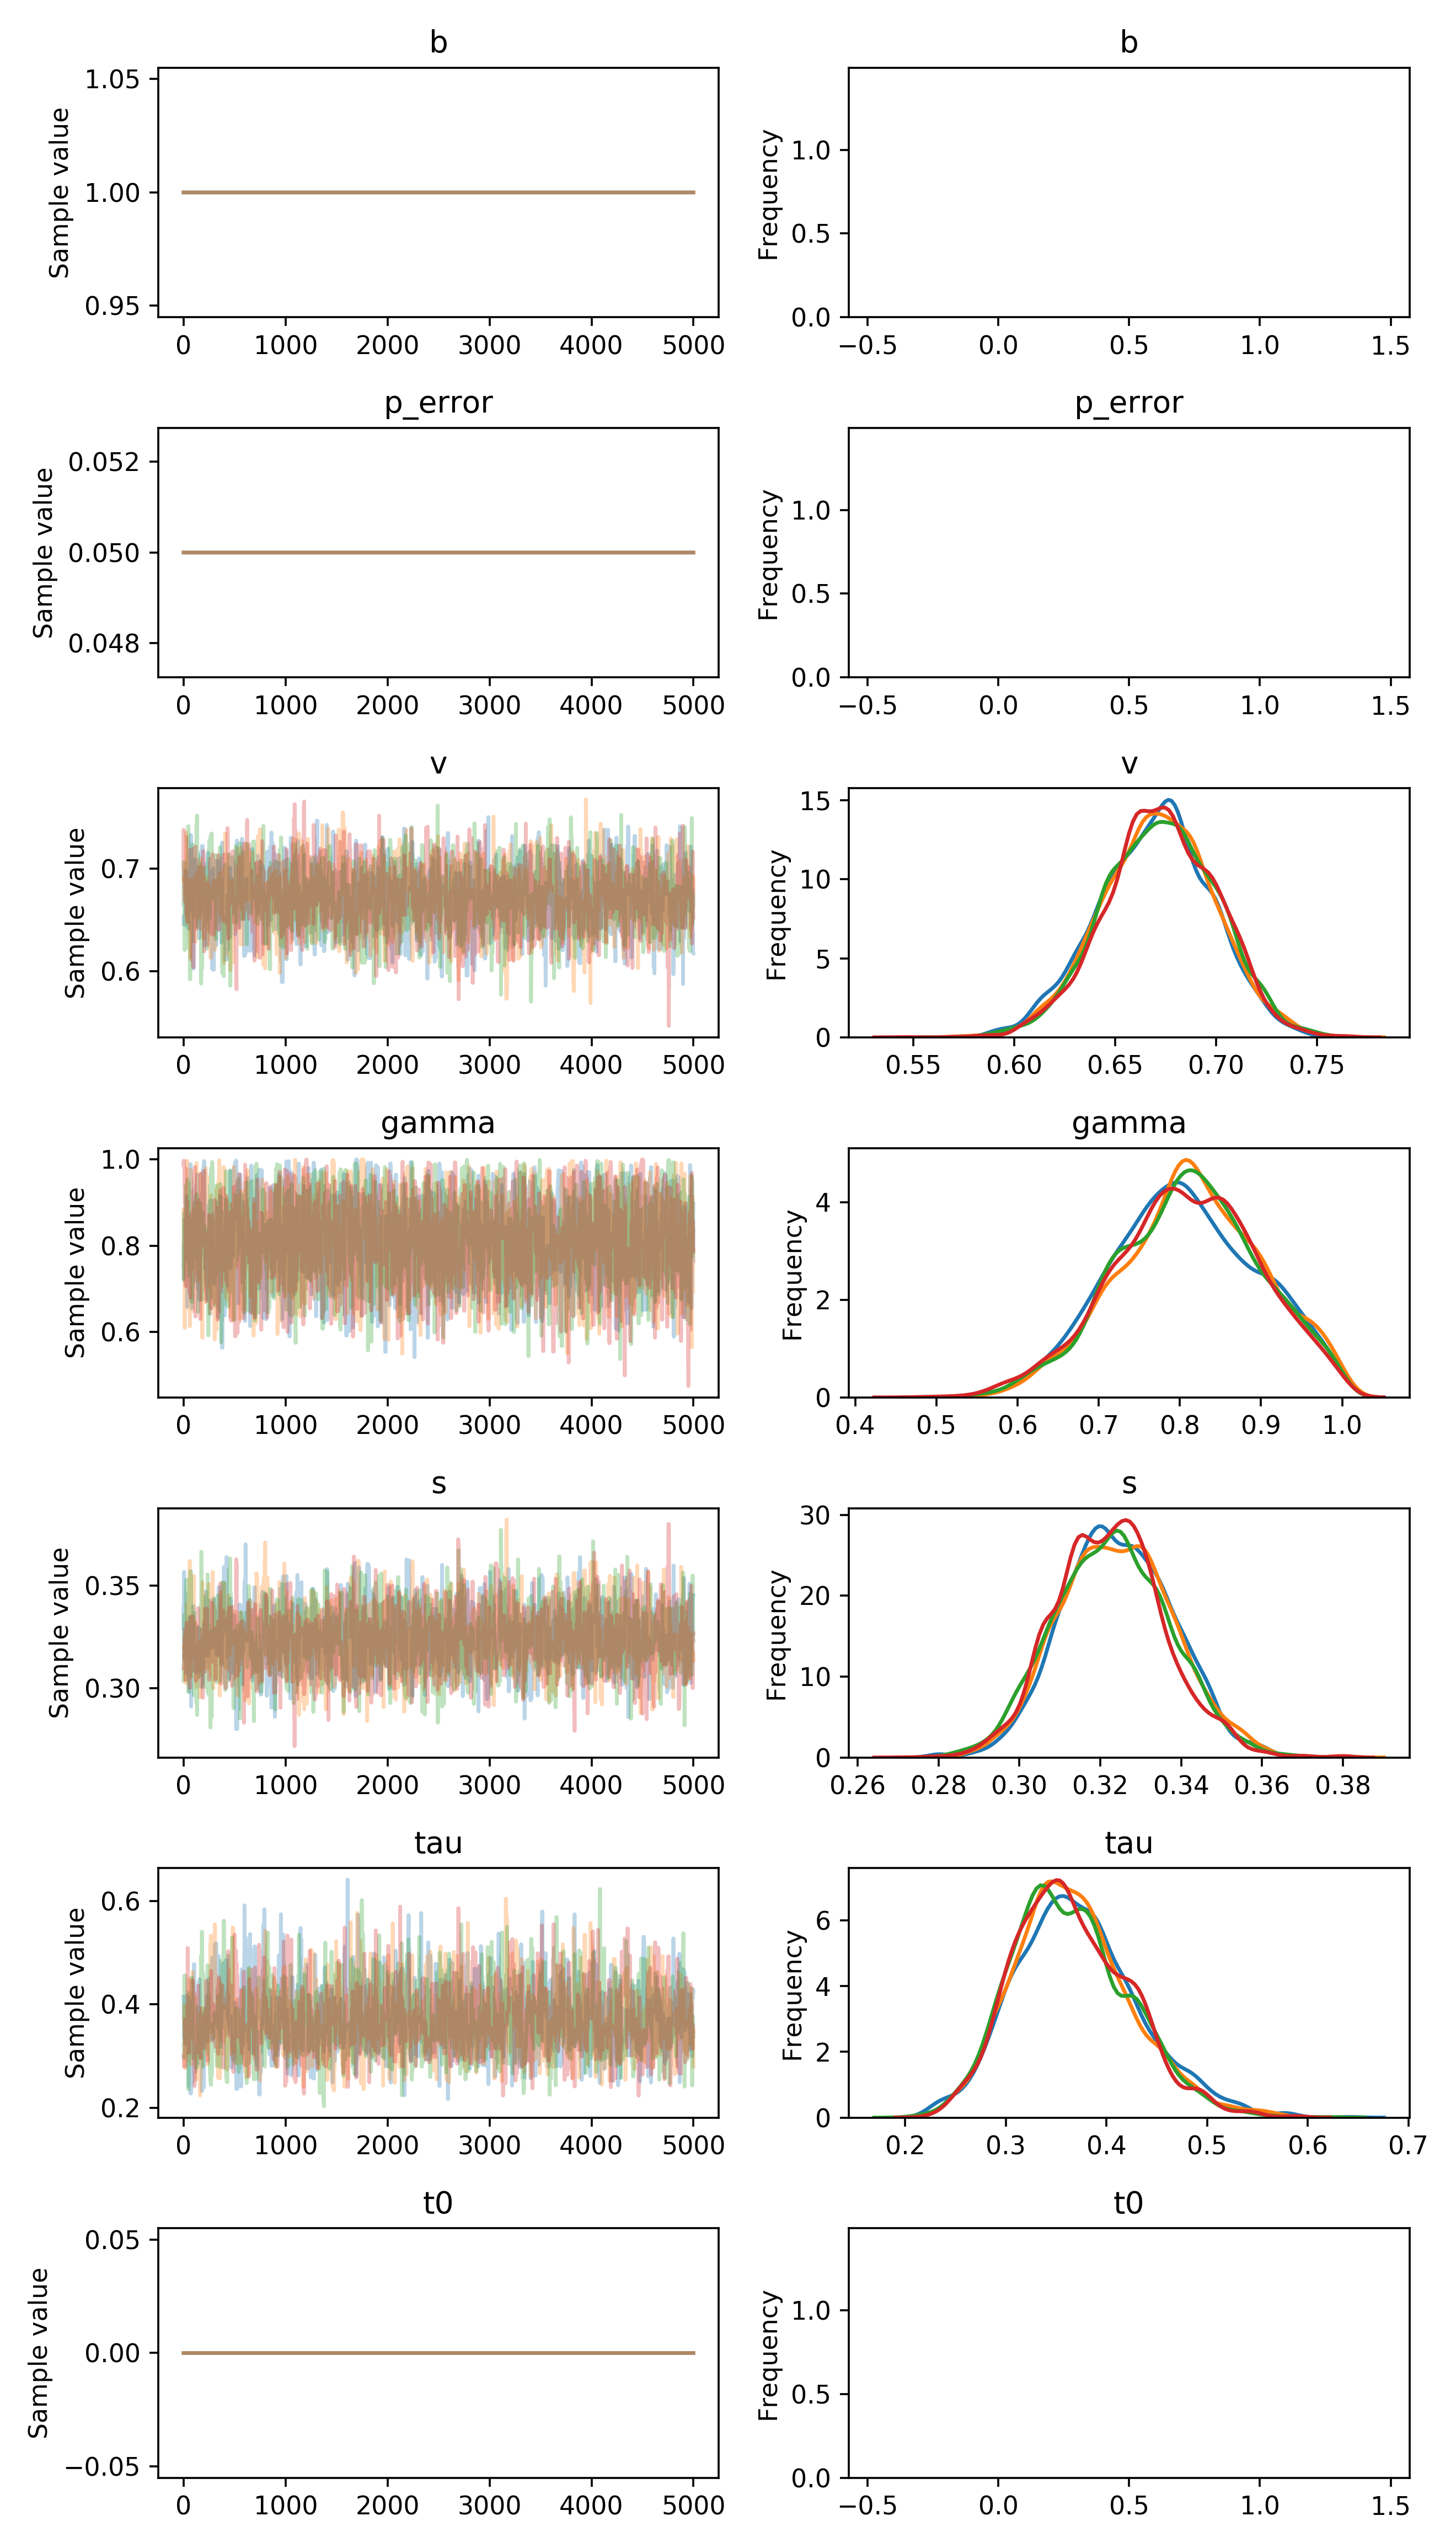 b
b
Sample value
1.05
1.00
0.95
0 1000 2000 3000 4000 5000
Frequency
1.0
0.5
0.0
−0.5 0.0 0.5 1.0 1.5
p_error
p_error
Sample value
0.052
0.050
0.048
0 1000 2000 3000 4000 5000
Frequency
1.0
0.5
0.0
−0.5 0.0 0.5 1.0 1.5
v
v
Sample value
0.7
0.6
0 1000 2000 3000 4000 5000
Frequency
15
10
5
0
0.55 0.60 0.65 0.70 0.75
gamma
gamma
Sample value
1.0
0.8
0.6
0 1000 2000 3000 4000 5000
Frequency
4
2
0
0.4 0.5 0.6 0.7 0.8 0.9 1.0
s
s
Sample value
0.35
0.30
0 1000 2000 3000 4000 5000
Frequency
30
20
10
0
0.26 0.28 0.30 0.32 0.34 0.36 0.38
tau
tau
Sample value
0.6
0.4
0.2
0 1000 2000 3000 4000 5000
Frequency
6
4
2
0
0.2 0.3 0.4 0.5 0.6 0.7
t0
t0
Sample value
0.05
0.00
−0.05
0 1000 2000 3000 4000 5000
Frequency
1.0
0.5
0.0
−0.5 0.0 0.5 1.0 1.5